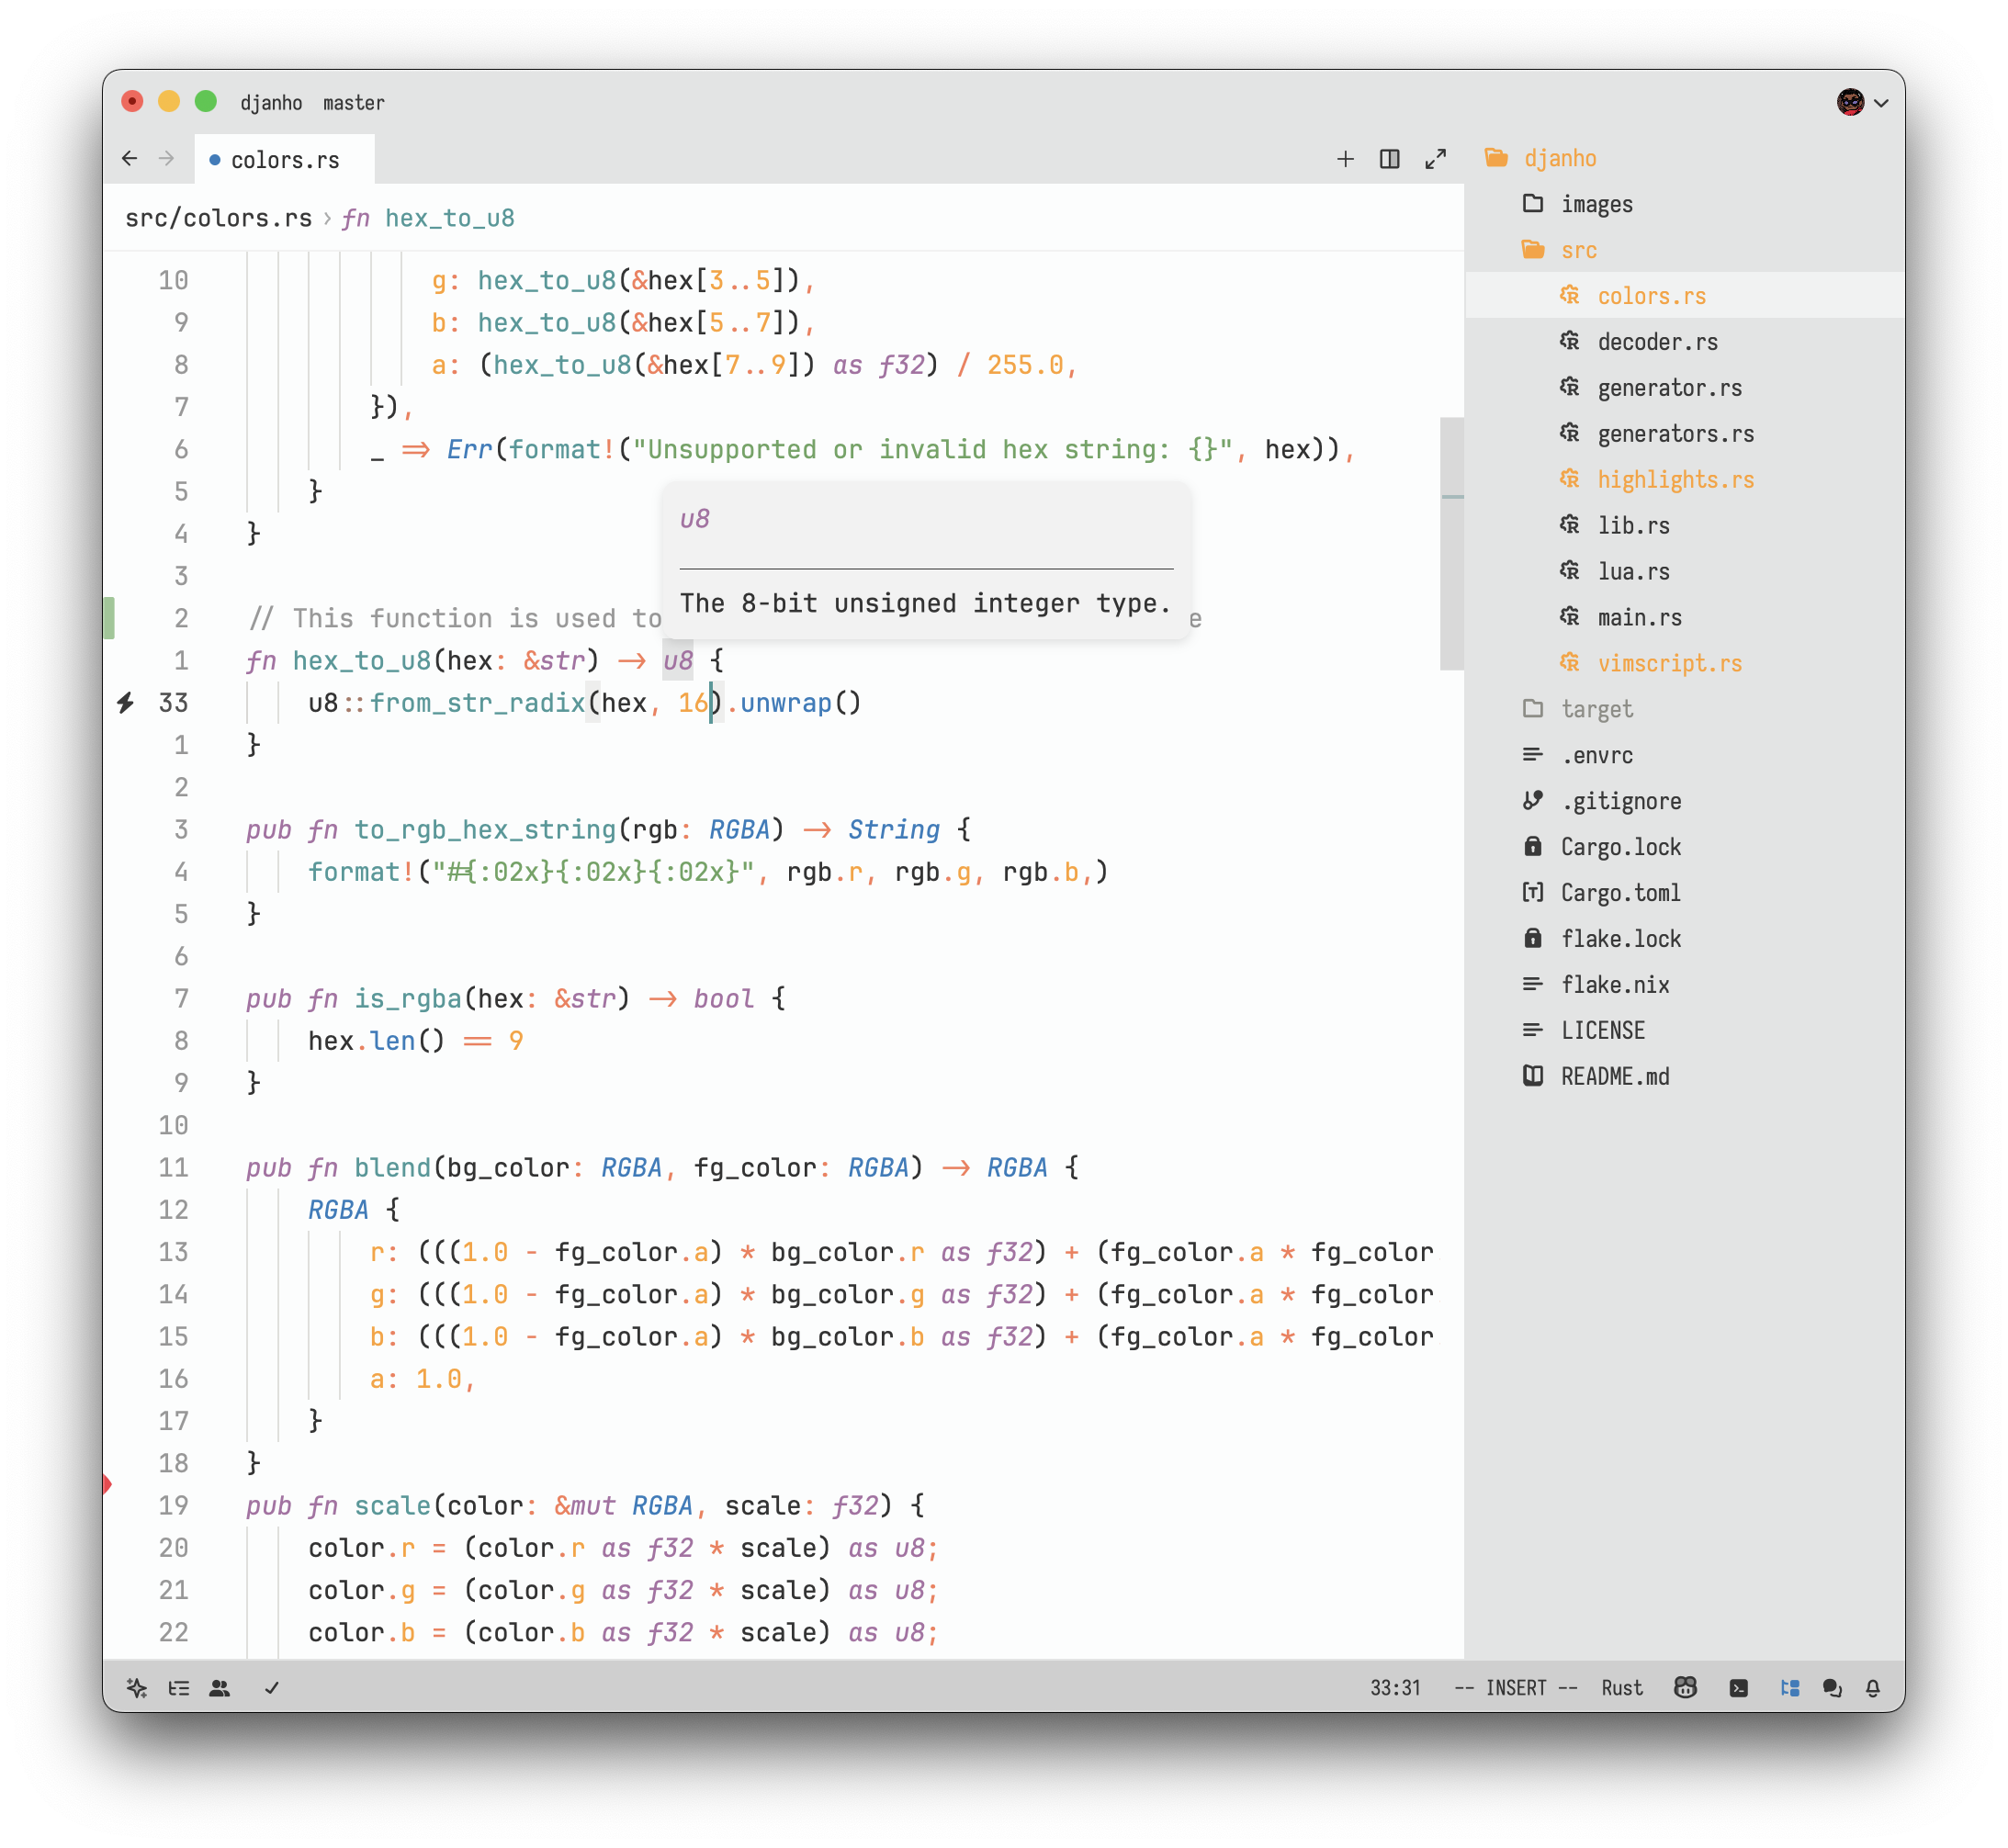 djanho master
colors.rs
src/colors.rs › fn hex_to_u8
10 g: hex_to_u8(&hex[3..5]),
9 b: hex_to_u8(&hex[5..7]),
8 a: (hex_to_u8(&hex[7..9]) as f32) / 255.0,
7 }),
6 _ => Err(format!("Unsupported or invalid hex string: {}", hex)),
5 }
4 }
3
u8
The 8-bit unsigned integer type.
2 // This function is used to e
1 fn hex_to_u8(hex: &str) -> u8 {
33 u8::from_str_radix(hex, 16).unwrap()
1 }
2
3 pub fn to_rgb_hex_string(rgb: RGBA) -> String {
4 format!("#{:02x}{:02x}{:02x}", rgb.r, rgb.g, rgb.b,)
5 }
6
7 pub fn is_rgba(hex: &str) -> bool {
8 hex.len() == 9
9 }
10
11 pub fn blend(bg_color: RGBA, fg_color: RGBA) -> RGBA {
12 RGBA {
13 r: (((1.0 - fg_color.a) * bg_color.r as f32) + (fg_color.a * fg_color
14 g: (((1.0 - fg_color.a) * bg_color.g as f32) + (fg_color.a * fg_color
15 b: (((1.0 - fg_color.a) * bg_color.b as f32) + (fg_color.a * fg_color
16 a: 1.0,
17 }
18 }
19 pub fn scale(color: &mut RGBA, scale: f32) {
20 color.r = (color.r as f32 * scale) as u8;
21 color.g = (color.g as f32 * scale) as u8;
22 color.b = (color.b as f32 * scale) as u8;
djanho
images
src
colors.rs
decoder.rs
generator.rs
generators.rs
highlights.rs
lib.rs
lua.rs
main.rs
vimscript.rs
target
.envrc
.gitignore
Cargo.lock
Cargo.toml
flake.lock
flake.nix
LICENSE
README.md
33:31 -- INSERT -- Rust